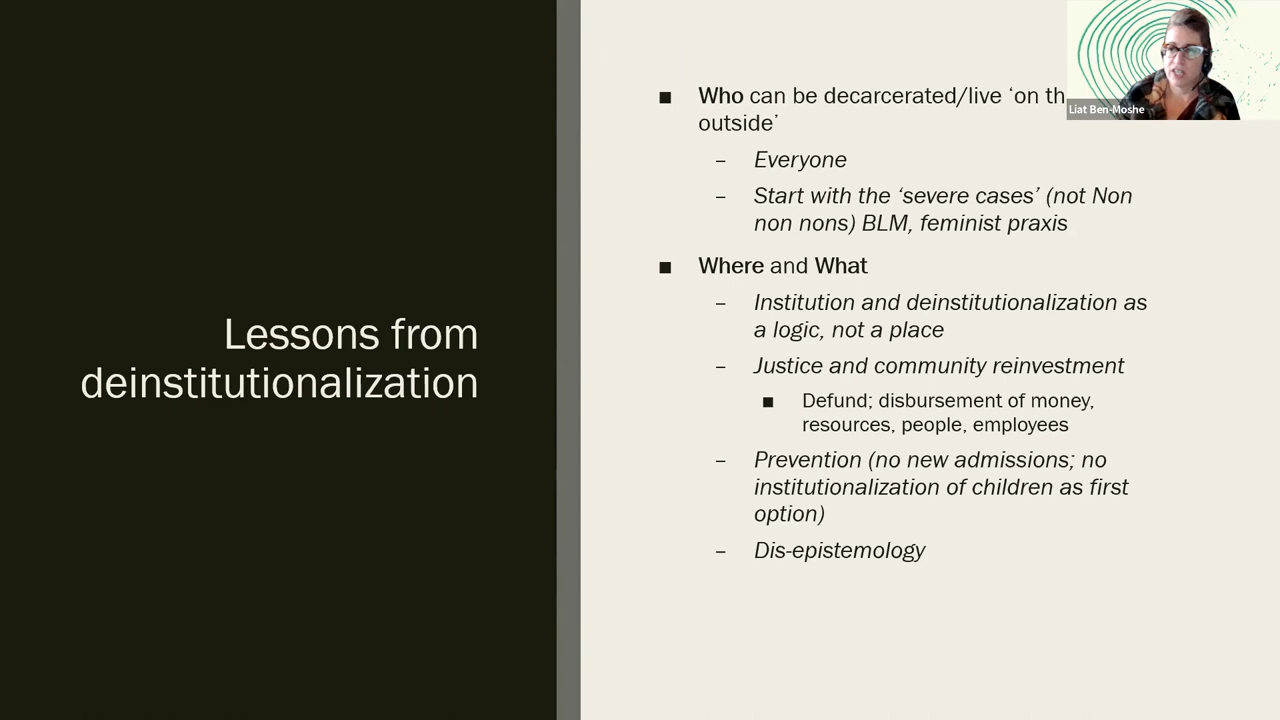 Lessons from
deinstitutionalization
■ Who can be decarcerated/live ‘on th
outside’
– Everyone
– Start with the ‘severe cases’ (not Non
non nons) BLM, feminist praxis
■ Where and What
– Institution and deinstitutionalization as
a logic, not a place
– Justice and community reinvestment
■ Defund; disbursement of money,
resources, people, employees
– Prevention (no new admissions; no
institutionalization of children as first
option)
– Dis-epistemology
Liat Ben-Moshe